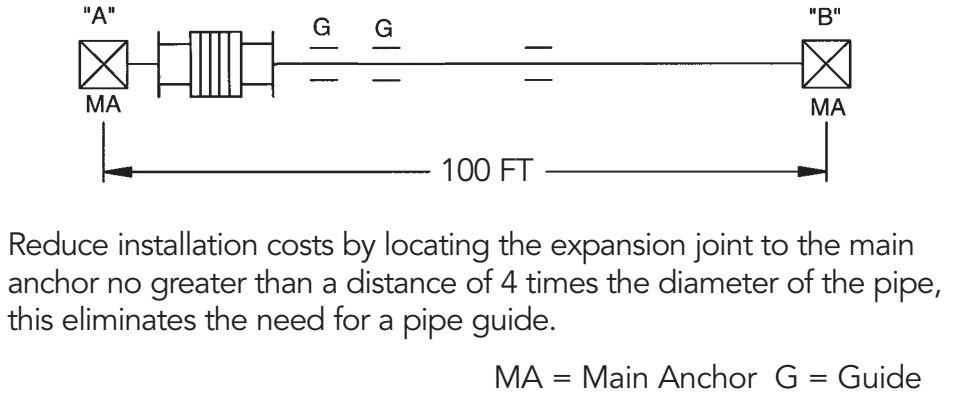 "A"
G G
"B"
MA
MA
100 FT
Reduce installation costs by locating the expansion joint to the main
anchor no greater than a distance of 4 times the diameter of the pipe,
this eliminates the need for a pipe guide.
MA = Main Anchor G = Guide